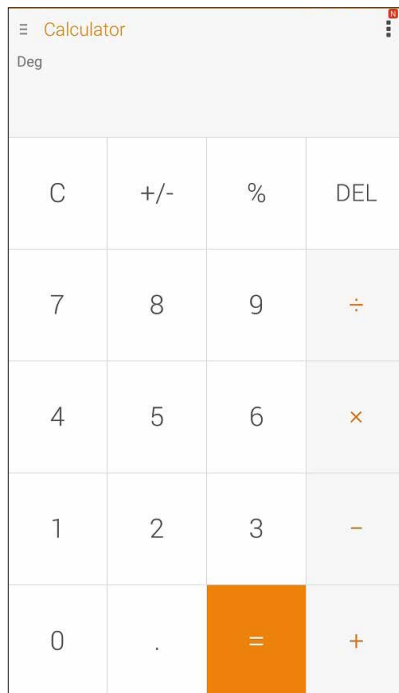 Calculator
N
Deg
C +/- % DEL
7 8 9 ÷
4 5 6 ×
1 2 3 −
0 . = +